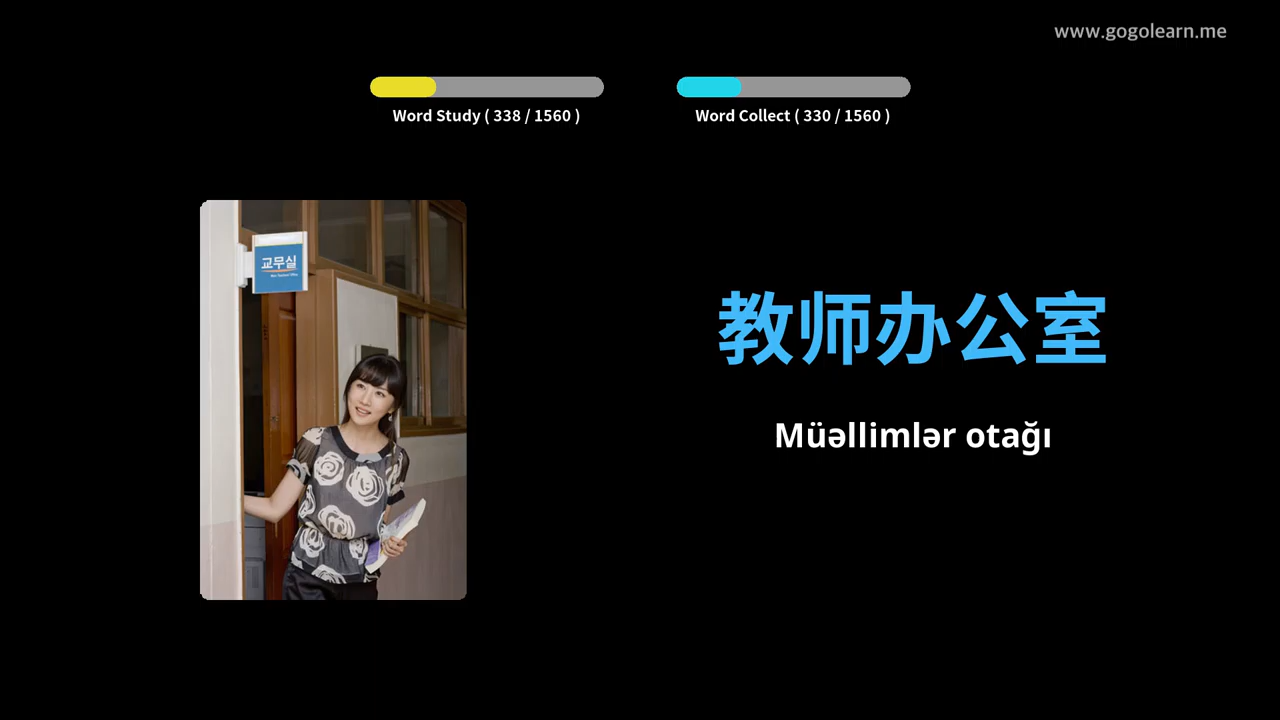 www.gogolearn.me
Word Study ( 338 / 1560 )
Word Collect ( 330 / 1560 )
교무실
教师办公室
Müəllimlər otağı